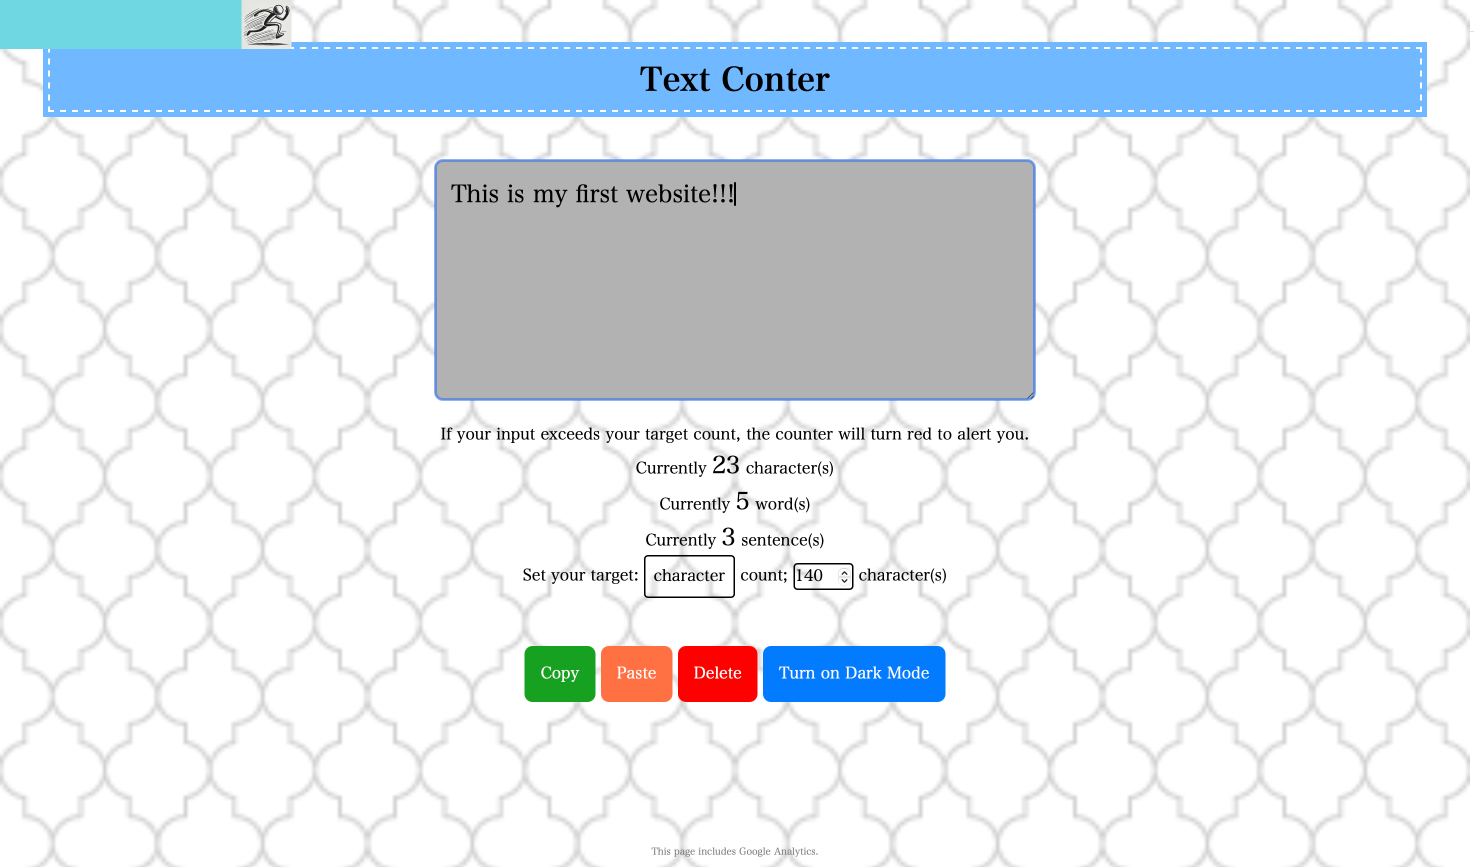 Text Conter
This is my first website!!!
If your input exceeds your target count, the counter will turn red to alert you.
Currently 23 character(s)
Currently 5 word(s)
Currently 3 sentence(s)
Set your target: character count; 140 character(s)
Copy Paste Delete Turn on Dark Mode
This page includes Google Analytics.